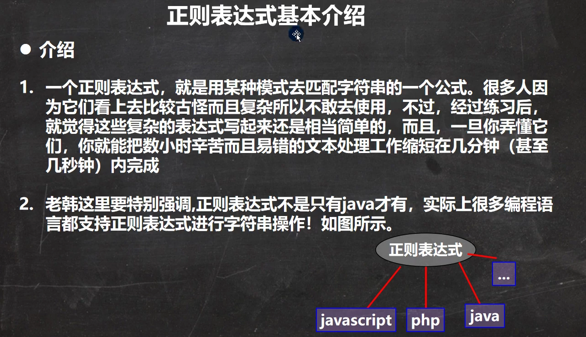 正则表达式基本介绍
● 介绍
1. 一个正则表达式，就是用某种模式去匹配字符串的一个公式。很多人因
为它们看上去比较古怪而且复杂所以不敢去使用，不过，经过练习后，
就觉得这些复杂的表达式写起来还是相当简单的，而且，一旦你弄懂它
们，你就能把数小时辛苦而且易错的文本处理工作缩短在几分钟（甚至
几秒钟）内完成
2. 老韩这里要特别强调,正则表达式不是只有java才有，实际上很多编程语
言都支持正则表达式进行字符串操作！如图所示。
正则表达式
...
javascript
php
java